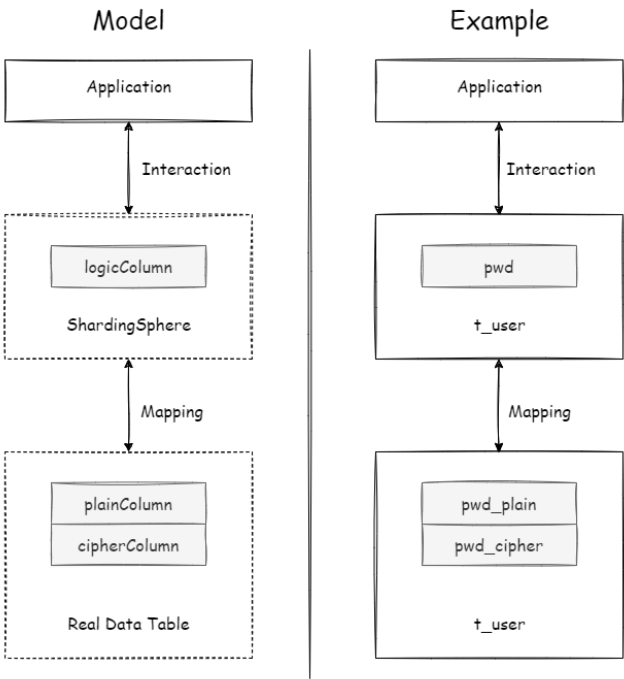 Model
Application
Interaction
logicColumn
ShardingSphere
Mapping
plainColumn
cipherColumn
Real Data Table
Example
Application
Interaction
pwd
t_user
Mapping
pwd_plain
pwd_cipher
t_user